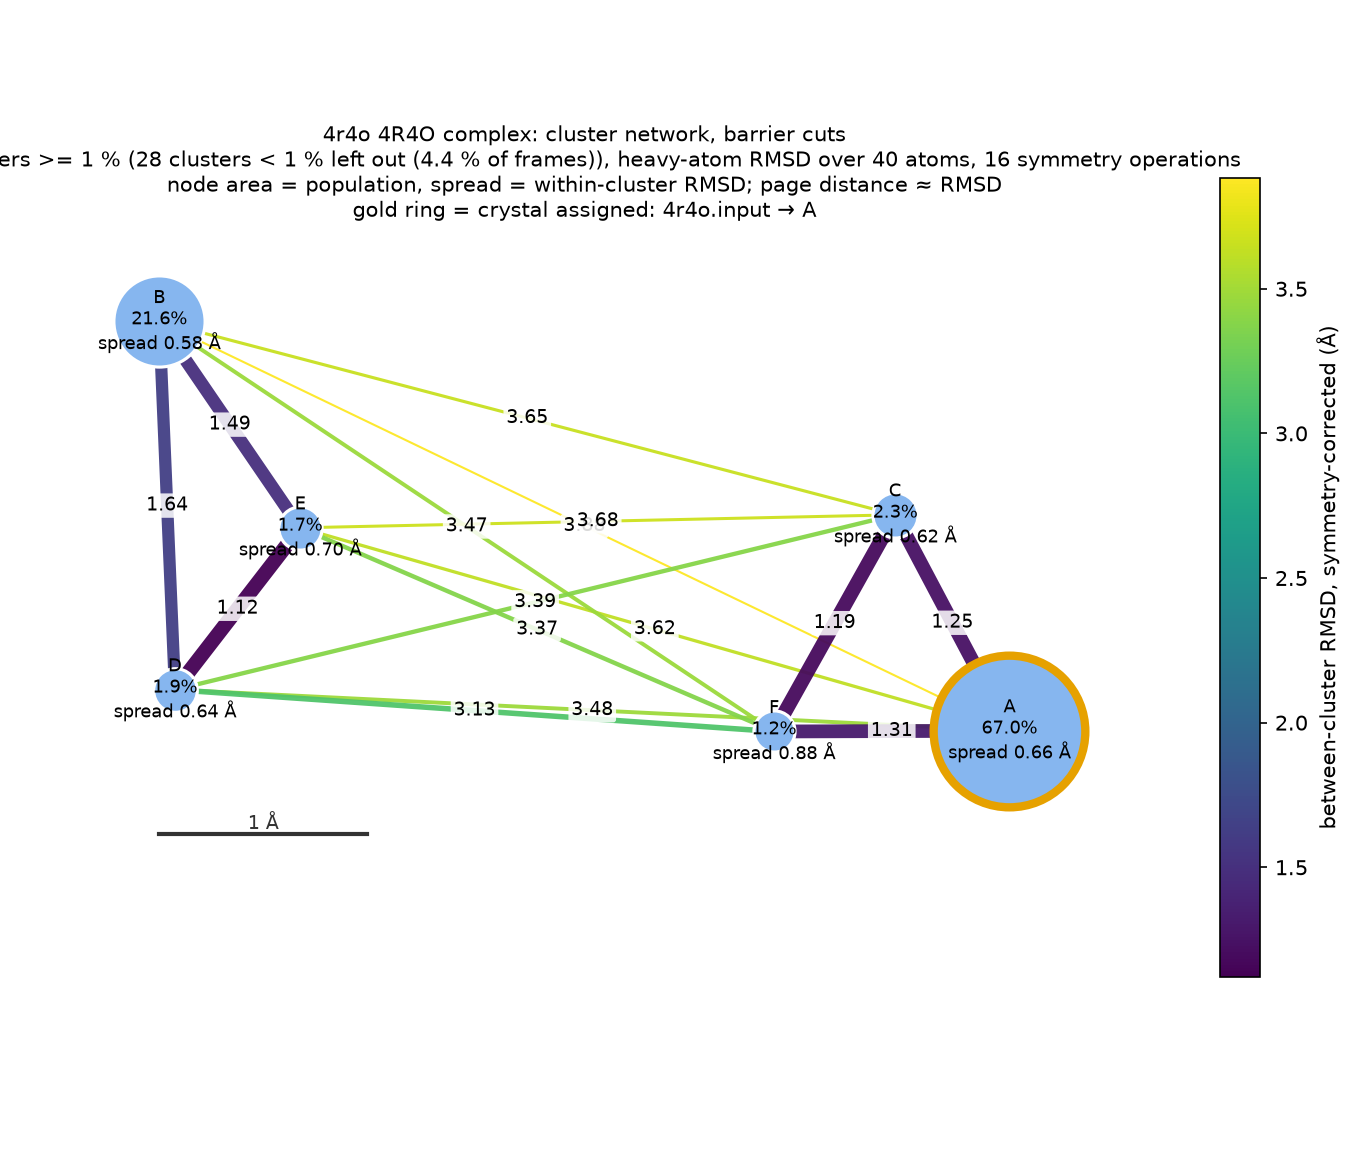 4r4o 4R4O complex: cluster network, barrier cuts
>= 1 % (28 clusters < 1 % left out (4.4 % of frames)), heavy-atom RMSD over 40 atoms, 16 symmetry operations
node area = population, spread = within-cluster RMSD; page distance ≈ RMSD
gold ring = crystal assigned: 4r4o.input → A
B
21.6%
spread 0.58 Å
1.49
3.65
1.64
E
1.7%
spread 0.70 Å
3.47
3.68
C
2.3%
spread 0.62 Å
1.12
3.39
3.37
3.62
1.19
1.25
D
1.9%
spread 0.64 Å
3.13
3.48
F
1.2%
spread 0.88 Å
1.31
A
67.0%
spread 0.66 Å
1 Å
3.5
3.0
2.5
2.0
1.5
between-cluster RMSD, symmetry-corrected (Å)